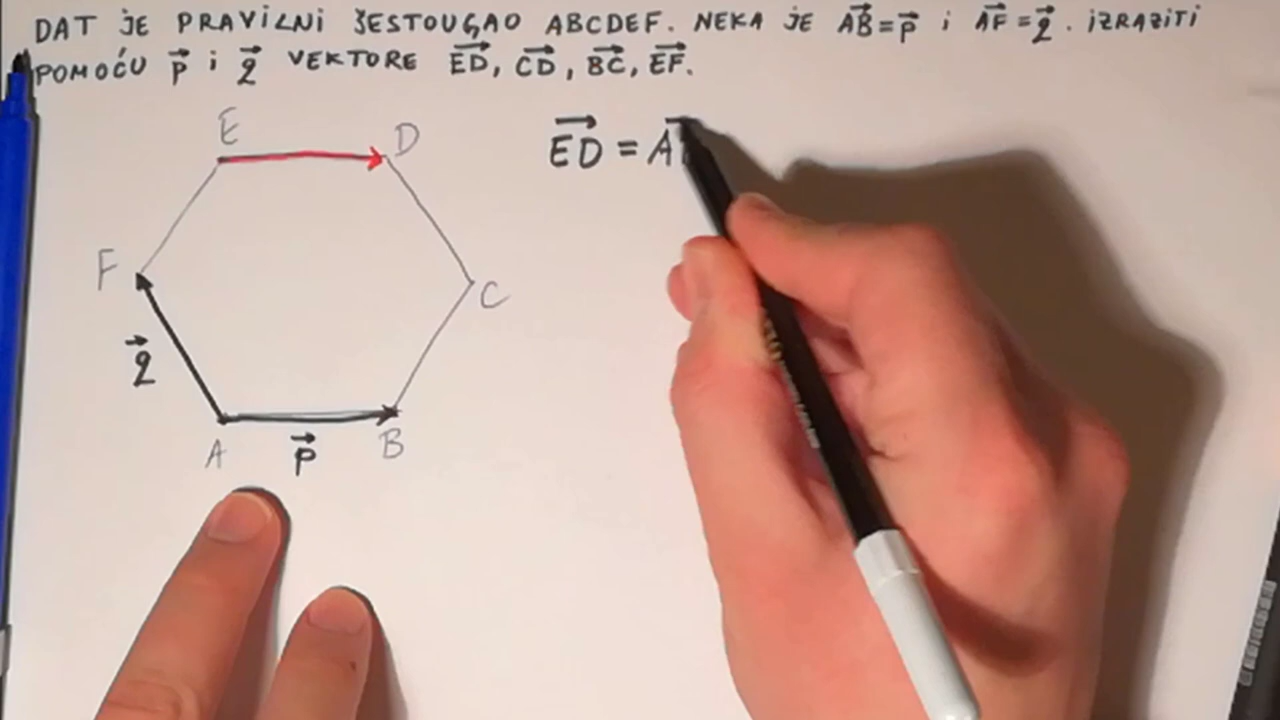 DAT JE PRAVILNI ŠESTOUGAO ABCDEF. NEKA JE AB=p i AF=q. IZRAZITI
POMOĆU p i q VEKTORE ED, CD, BC, EF.
E
D
ED = A
F
C
q
A
p
B